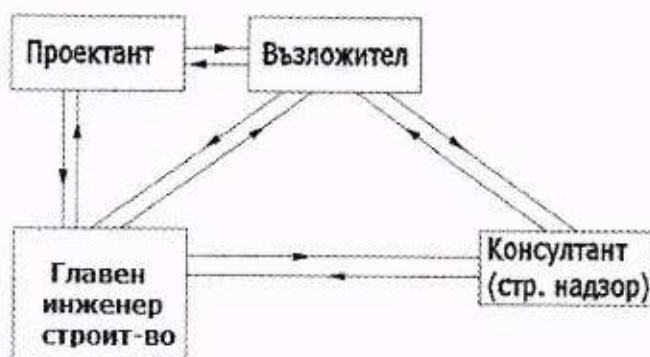 Проектант
Възложител
Главен
инженер
строит-во
Консултант
(стр. надзор)